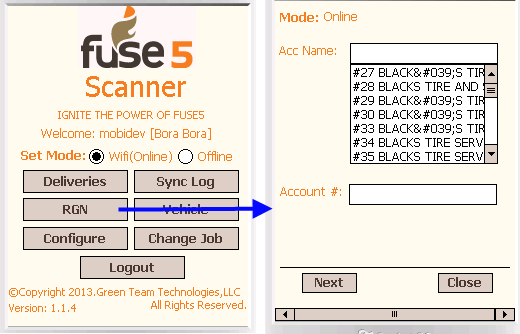 fuse 5
Scanner
IGNITE THE POWER OF FUSE5
Welcome: mobidev [Bora Bora]
Set Mode: Wifi(Online) Offline
Deliveries Sync Log
RGN Vehicle
Configure Change Job
Logout
©Copyright 2013.Green Team Technologies,LLC
Version: 1.1.4 All Rights Reserved.
Mode: Online
Acc Name:
#27 BLACK&#039;S TIR
#28 BLACKS TIRE AND
#29 BLACK&#039;S TIRE
#30 BLACK&#039;S TIR
#33 BLACK&#039;S TIRE
#34 BLACKS TIRE SERV
#35 BLACKS TIRE SERV
Account #:
Next Close